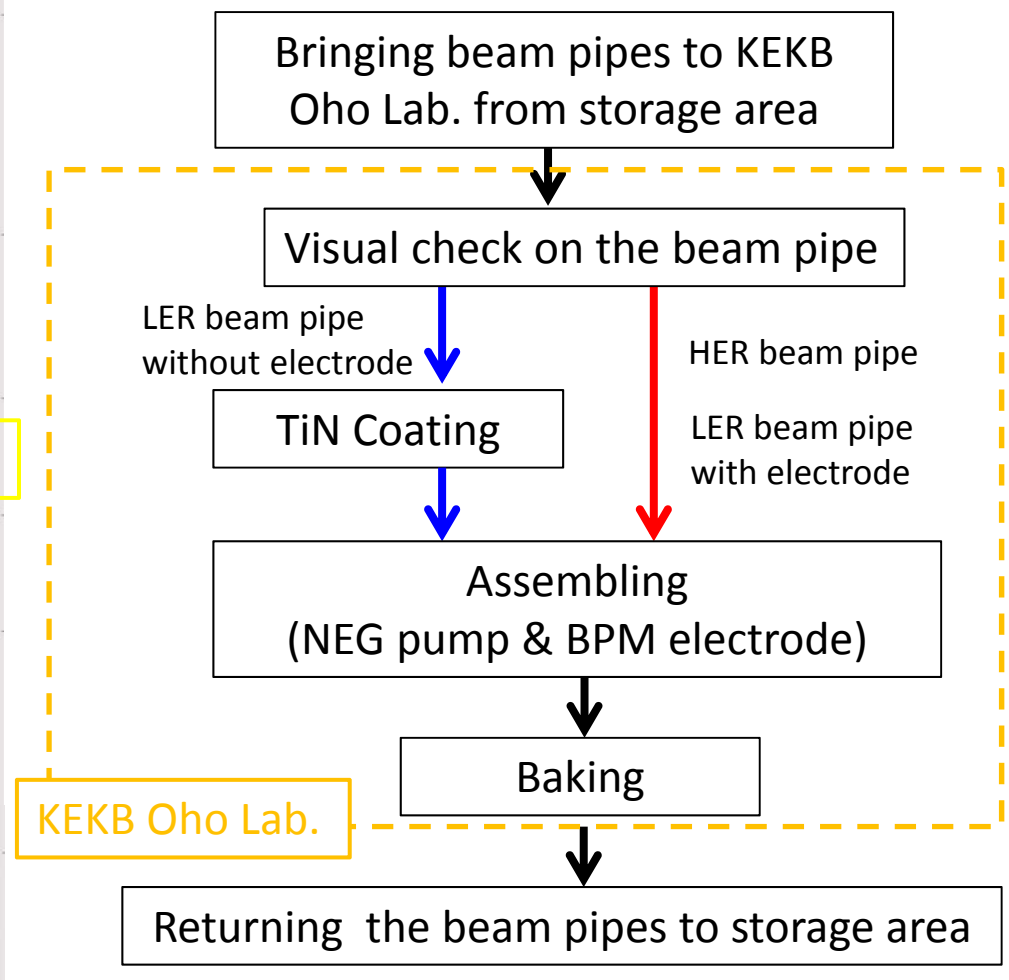 Bringing beam pipes to KEKB
Oho Lab. from storage area
Visual check on the beam pipe
LER beam pipe
without electrode
HER beam pipe
TiN Coating
LER beam pipe
with electrode
Assembling
(NEG pump & BPM electrode)
Baking
KEKB Oho Lab.
Returning the beam pipes to storage area